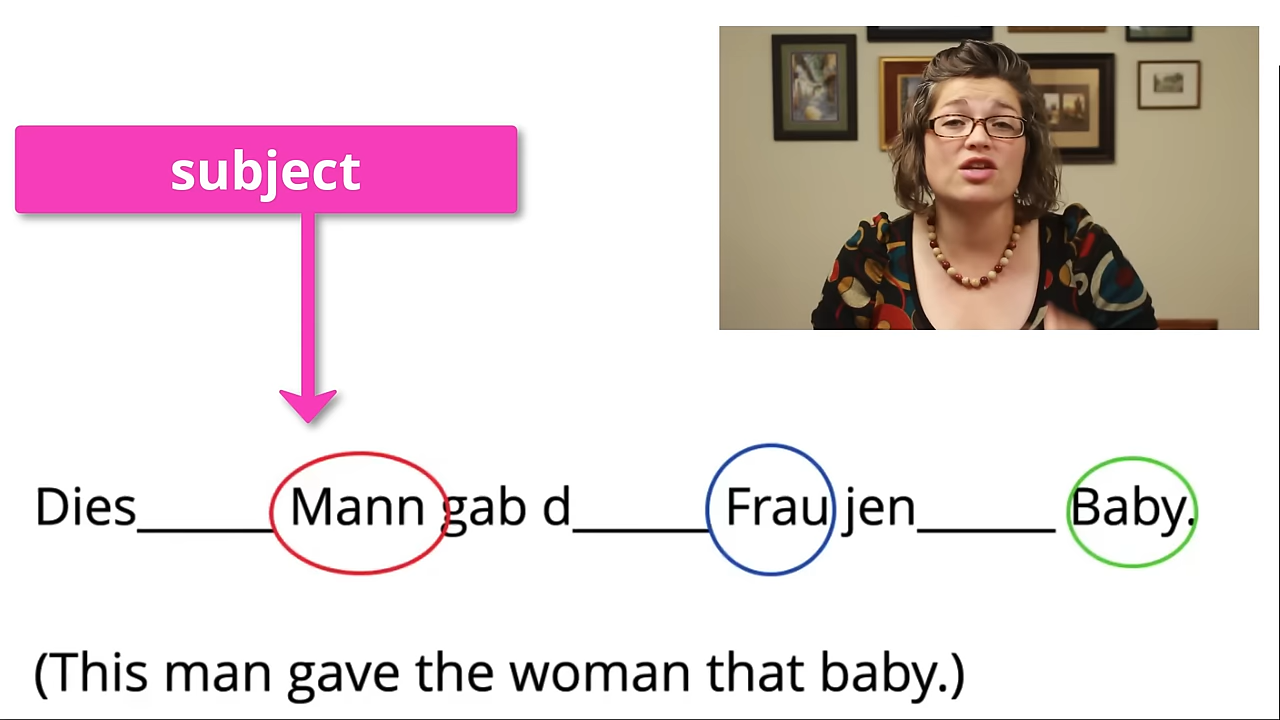 subject
Dies______ Mann gab d______ Frau jen______ Baby.
(This man gave the woman that baby.)